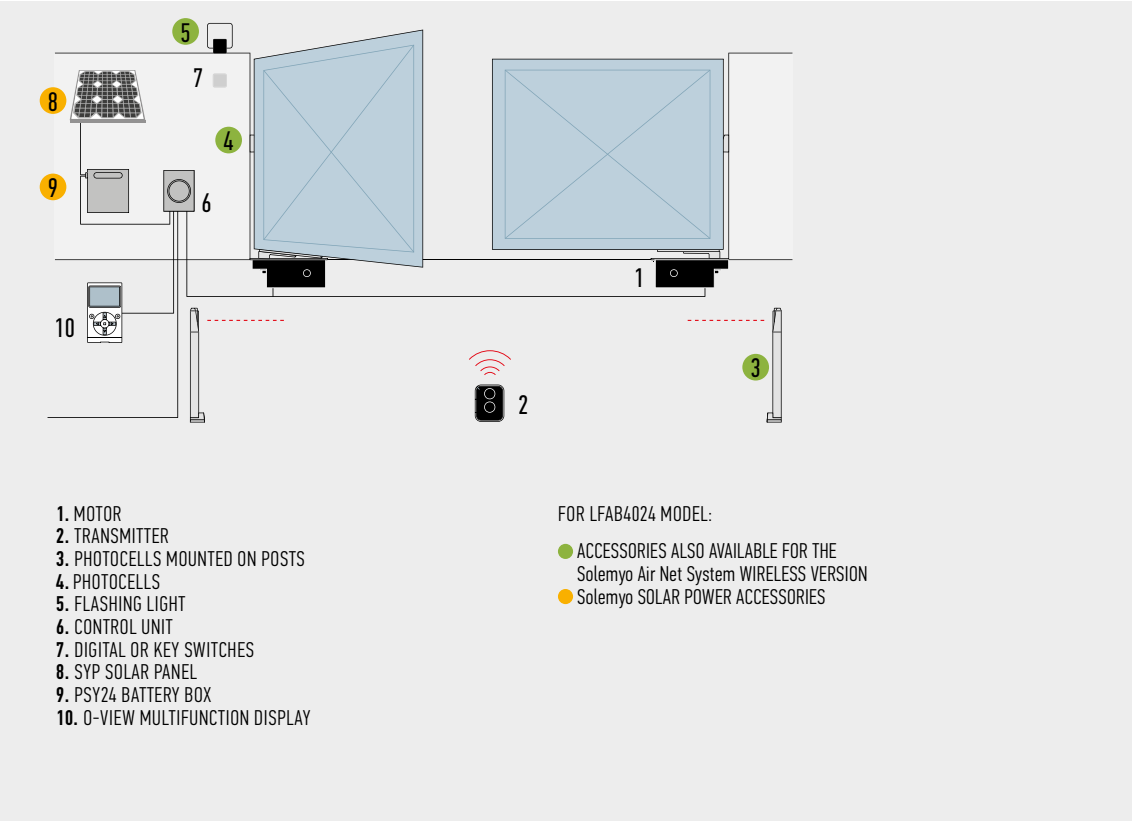 5
7
8
4
9
6
1
10
3
2
1. MOTOR
2. TRANSMITTER
3. PHOTOCELLS MOUNTED ON POSTS
4. PHOTOCELLS
5. FLASHING LIGHT
6. CONTROL UNIT
7. DIGITAL OR KEY SWITCHES
8. SYP SOLAR PANEL
9. PSY24 BATTERY BOX
10. O-VIEW MULTIFUNCTION DISPLAY
FOR LFAB4024 MODEL:
ACCESSORIES ALSO AVAILABLE FOR THE
Solemyo Air Net System WIRELESS VERSION
Solemyo SOLAR POWER ACCESSORIES